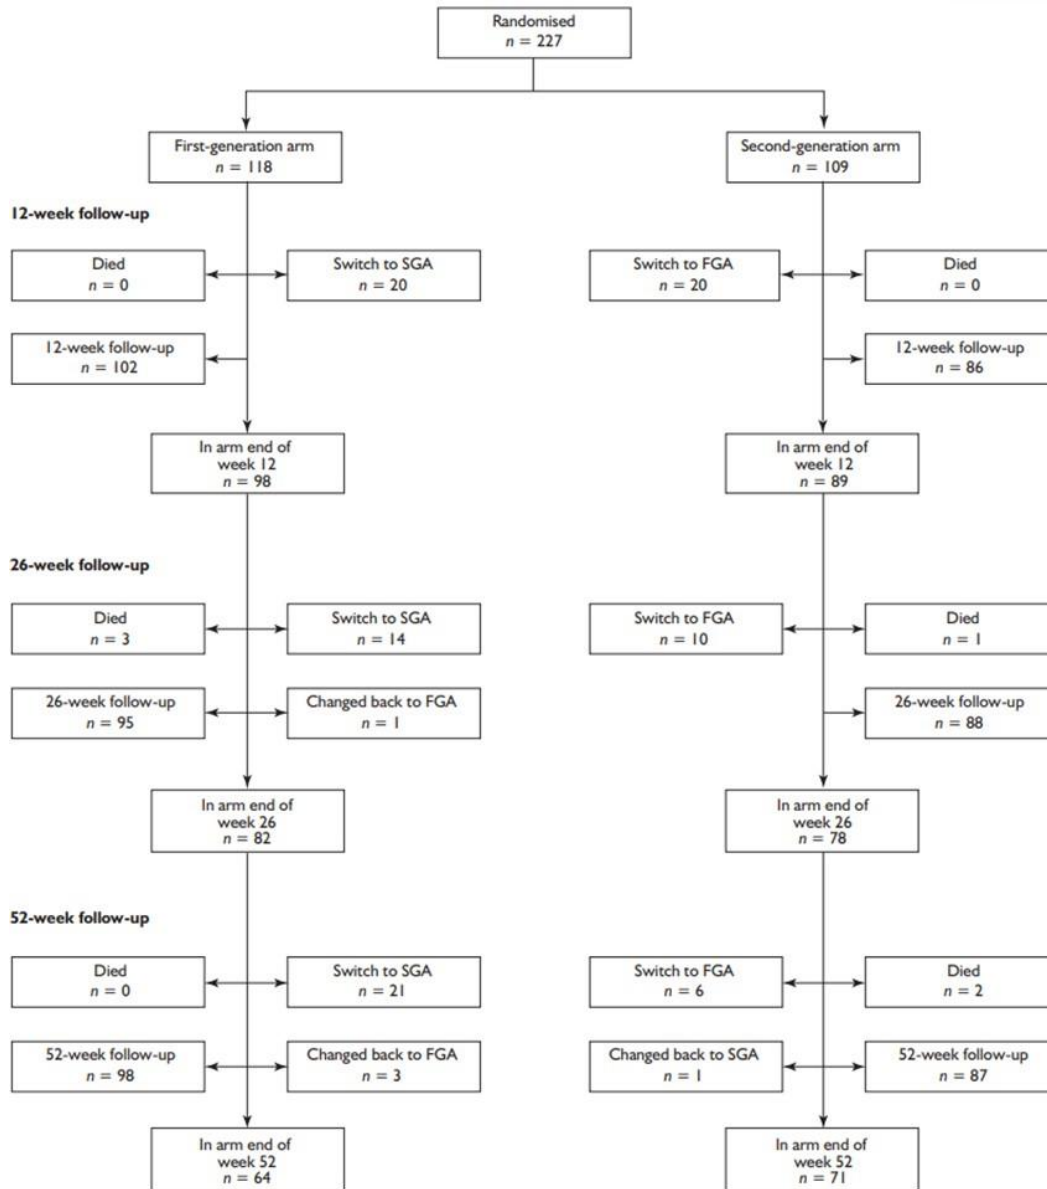 Randomised
n = 227
First-generation arm
n = 118
Second-generation arm
n = 109
12-week follow-up
Died
n = 0
Switch to SGA
n = 20
Switch to FGA
n = 20
Died
n = 0
12-week follow-up
n = 102
12-week follow-up
n = 86
In arm end of
week 12
n = 98
In arm end of
week 12
n = 89
26-week follow-up
Died
n = 3
Switch to SGA
n = 14
Switch to FGA
n = 10
Died
n = 1
26-week follow-up
n = 95
Changed back to FGA
n = 1
26-week follow-up
n = 88
In arm end of
week 26
n = 82
In arm end of
week 26
n = 78
52-week follow-up
Died
n = 0
Switch to SGA
n = 21
Switch to FGA
n = 6
Died
n = 2
52-week follow-up
n = 98
Changed back to FGA
n = 3
Changed back to SGA
n = 1
52-week follow-up
n = 87
In arm end of
week 52
n = 64
In arm end of
week 52
n = 71